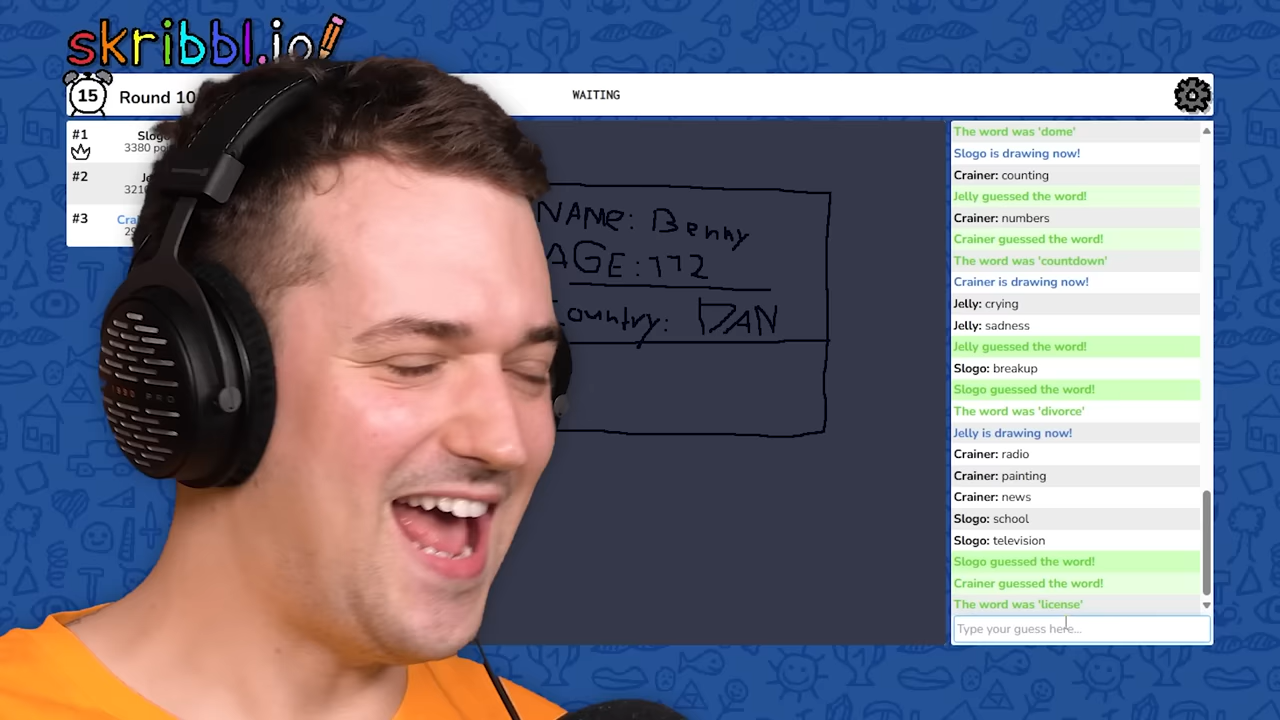 skribbl.io
15
Round 10
WAITING
#1
Slogo
3380
#2
3210
#3
NAME: Benny
AGE: 112
Country: DAN
The word was 'dome'
Slogo is drawing now!
Crainer: counting
Jelly guessed the word!
Crainer: numbers
Crainer guessed the word!
The word was 'countdown'
Crainer is drawing now!
Jelly: crying
Jelly: sadness
Jelly guessed the word!
Slogo: breakup
Slogo guessed the word!
The word was 'divorce'
Jelly is drawing now!
Crainer: radio
Crainer: painting
Crainer: news
Slogo: school
Slogo: television
Slogo guessed the word!
Crainer guessed the word!
The word was 'license'
Type your guess here...